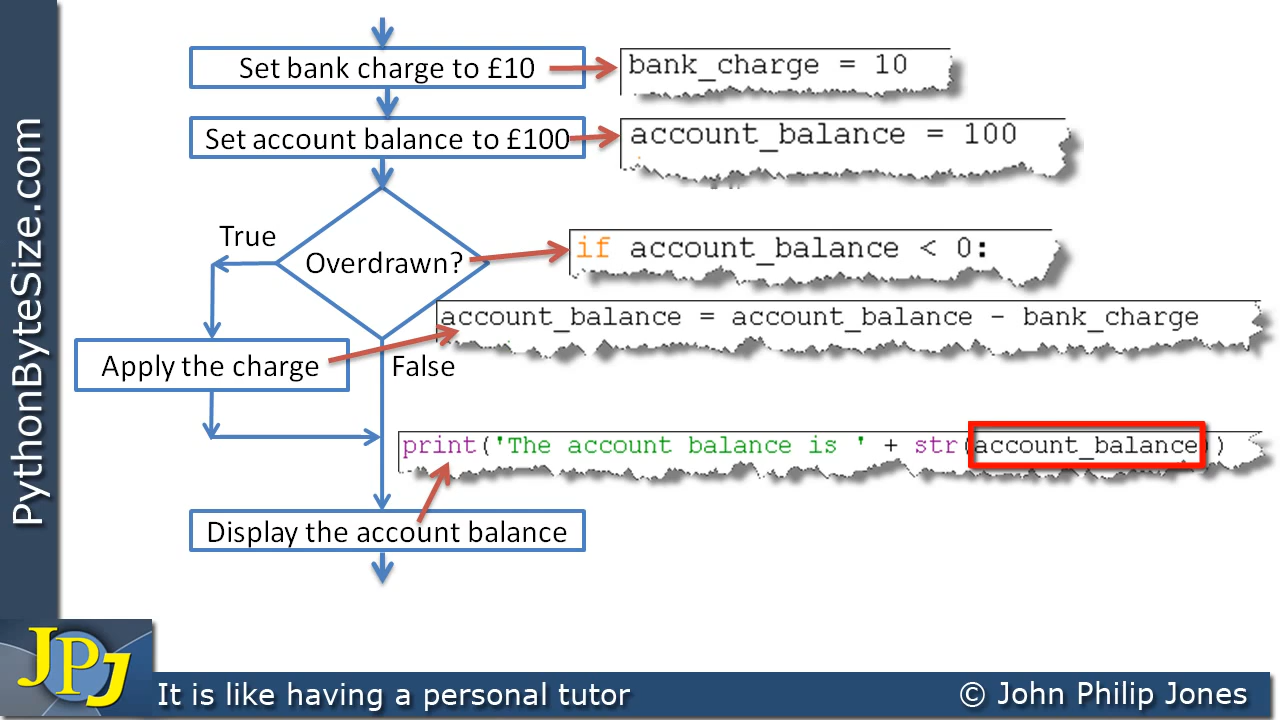 PythonByteSize.com
Set bank charge to £10
bank_charge = 10
Set account balance to £100
account_balance = 100
True
Overdrawn?
if account_balance < 0:
account_balance = account_balance - bank_charge
Apply the charge
False
print('The account balance is ' + str(account_balance))
Display the account balance
JPJ
It is like having a personal tutor
© John Philip Jones